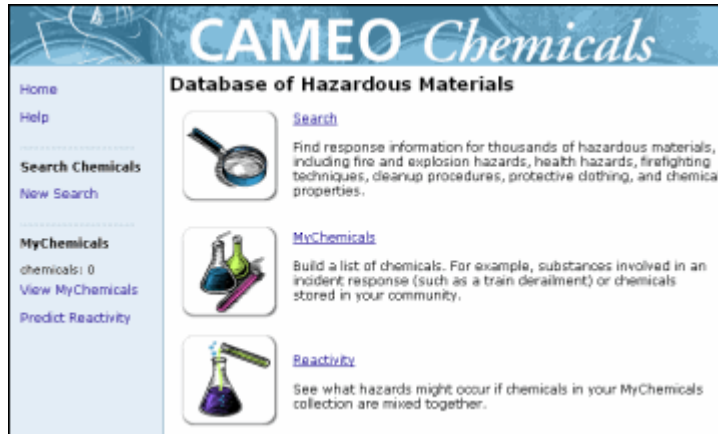 CAMEO Chemicals
Home
Help
Search Chemicals
New Search
MyChemicals
chemicals: 0
View MyChemicals
Predict Reactivity
Database of Hazardous Materials
Search
Find response information for thousands of hazardous materials,
including fire and explosion hazards, health hazards, firefighting
techniques, cleanup procedures, protective clothing, and chemica
properties.
MyChemicals
Build a list of chemicals. For example, substances involved in an
incident response (such as a train derailment) or chemicals
stored in your community.
Reactivity
See what hazards might occur if chemicals in your MyChemicals
collection are mixed together.